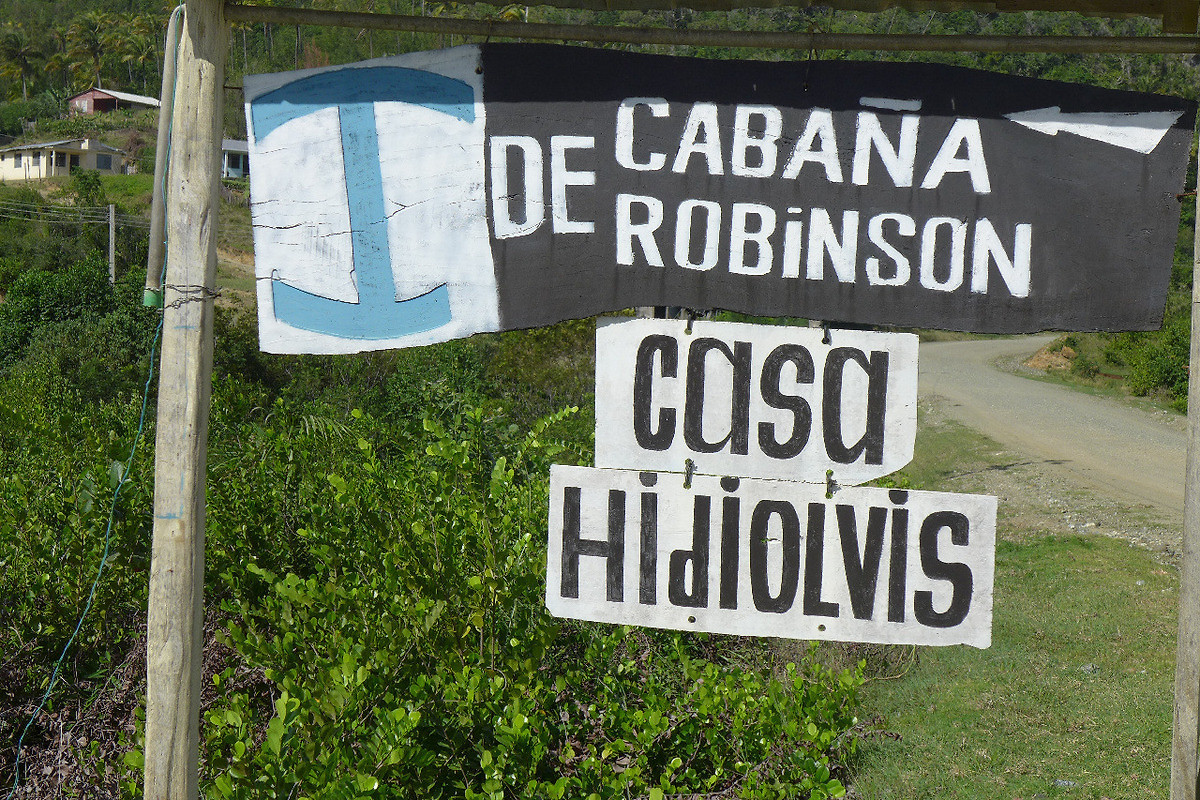 CABAÑA
DE ROBiNSON
casa
HidiOLViS